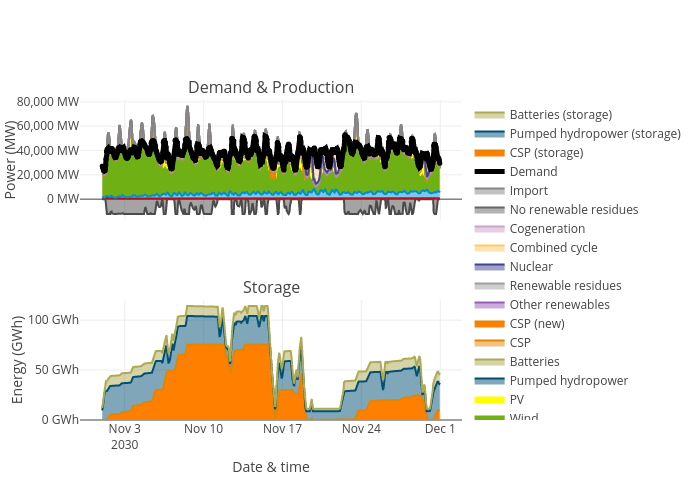 Demand & Production
80,000 MW
60,000 MW
40,000 MW
20,000 MW
0 MW
Power (MW)
Storage
100 GWh
50 GWh
0 GWh
Energy (GWh)
Nov 3
2030
Nov 10
Nov 17
Nov 24
Dec 1
Date & time
Batteries (storage)
Pumped hydropower (storage)
CSP (storage)
Demand
Import
No renewable residues
Cogeneration
Combined cycle
Nuclear
Renewable residues
Other renewables
CSP (new)
CSP
Batteries
Pumped hydropower
PV
Wind